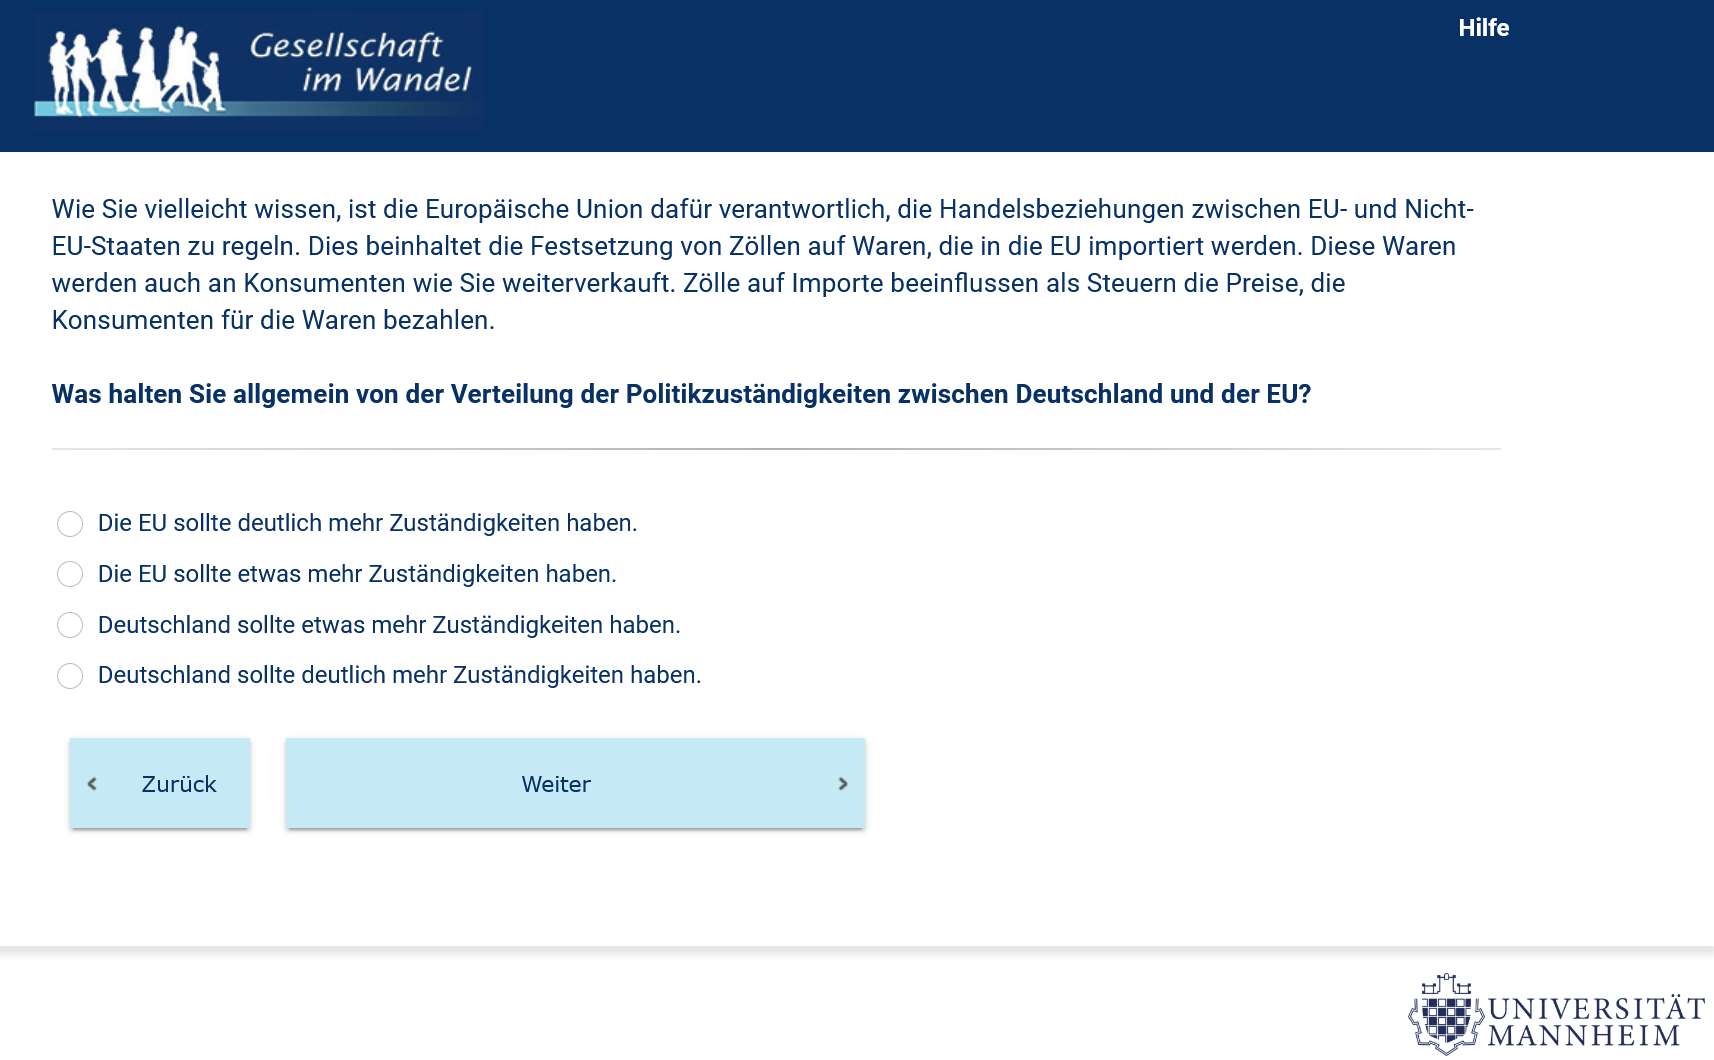 Gesellschaft
im Wandel
Hilfe
Wie Sie vielleicht wissen, ist die Europäische Union dafür verantwortlich, die Handelsbeziehungen zwischen EU- und Nicht-
EU-Staaten zu regeln. Dies beinhaltet die Festsetzung von Zöllen auf Waren, die in die EU importiert werden. Diese Waren
werden auch an Konsumenten wie Sie weiterverkauft. Zölle auf Importe beeinflussen als Steuern die Preise, die
Konsumenten für die Waren bezahlen.
Was halten Sie allgemein von der Verteilung der Politikzuständigkeiten zwischen Deutschland und der EU?
Die EU sollte deutlich mehr Zuständigkeiten haben.
Die EU sollte etwas mehr Zuständigkeiten haben.
Deutschland sollte etwas mehr Zuständigkeiten haben.
Deutschland sollte deutlich mehr Zuständigkeiten haben.
Zurück
Weiter
UNIVERSITÄT
MANNHEIM